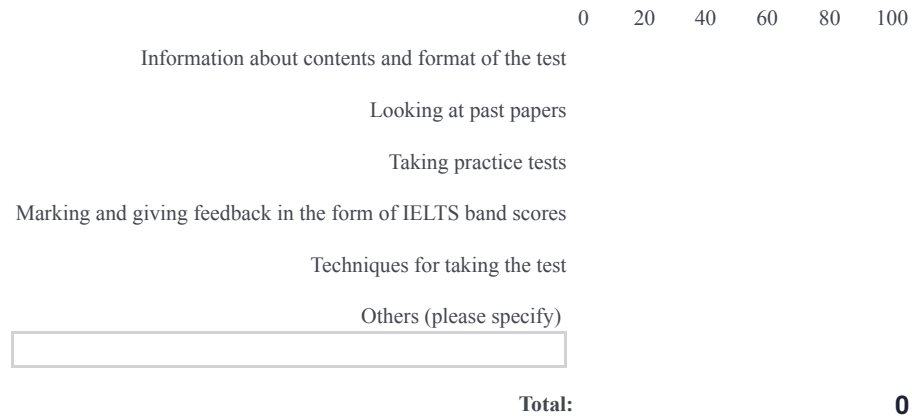 0 20 40 60 80 100
Information about contents and format of the test
Looking at past papers
Taking practice tests
Marking and giving feedback in the form of IELTS band scores
Techniques for taking the test
Others (please specify)
Total: 0